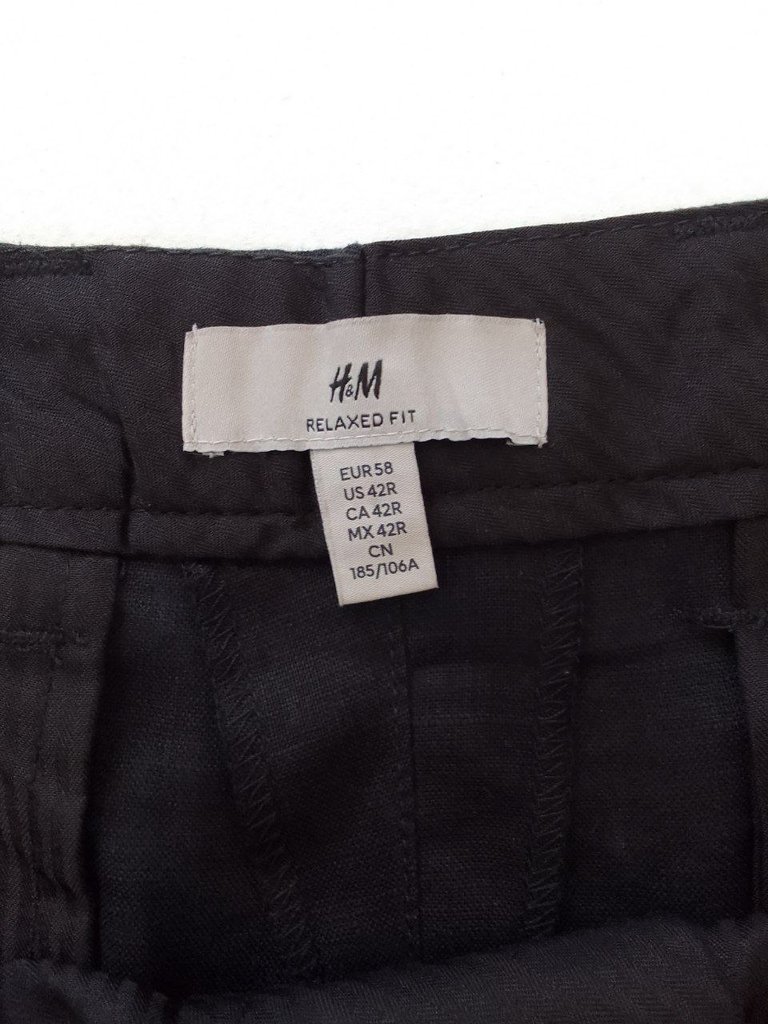 H&M
RELAXED FIT
EUR 58
US 42R
CA 42R
MX 42R
CN
185/106A